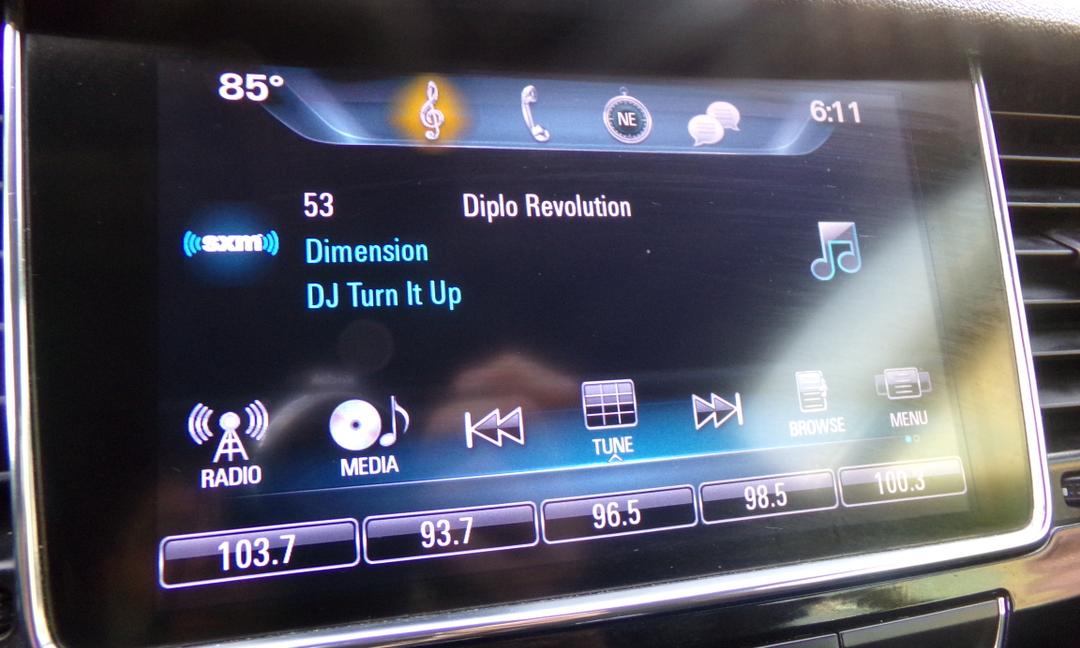 85°
NE
6:11
53 Diplo Revolution
sxm
Dimension
DJ Turn It Up
RADIO
MEDIA
TUNE
BROWSE
MENU
103.7 93.7 96.5 98.5 100.3